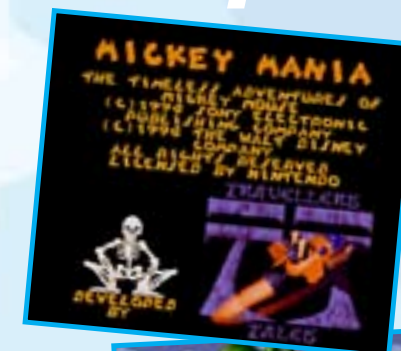 MICKEY MANIA
THE TIMELESS ADVENTURES OF
MICKEY MOUSE
(C)1994 SONY ELECTRONIC
PUBLISHING COMPANY
(C)1994 THE WALT DISNEY
COMPANY
ALL RIGHTS RESERVED
LICENSED BY NINTENDO
TRAVELLERS
DEVELOPED
BY
TALES